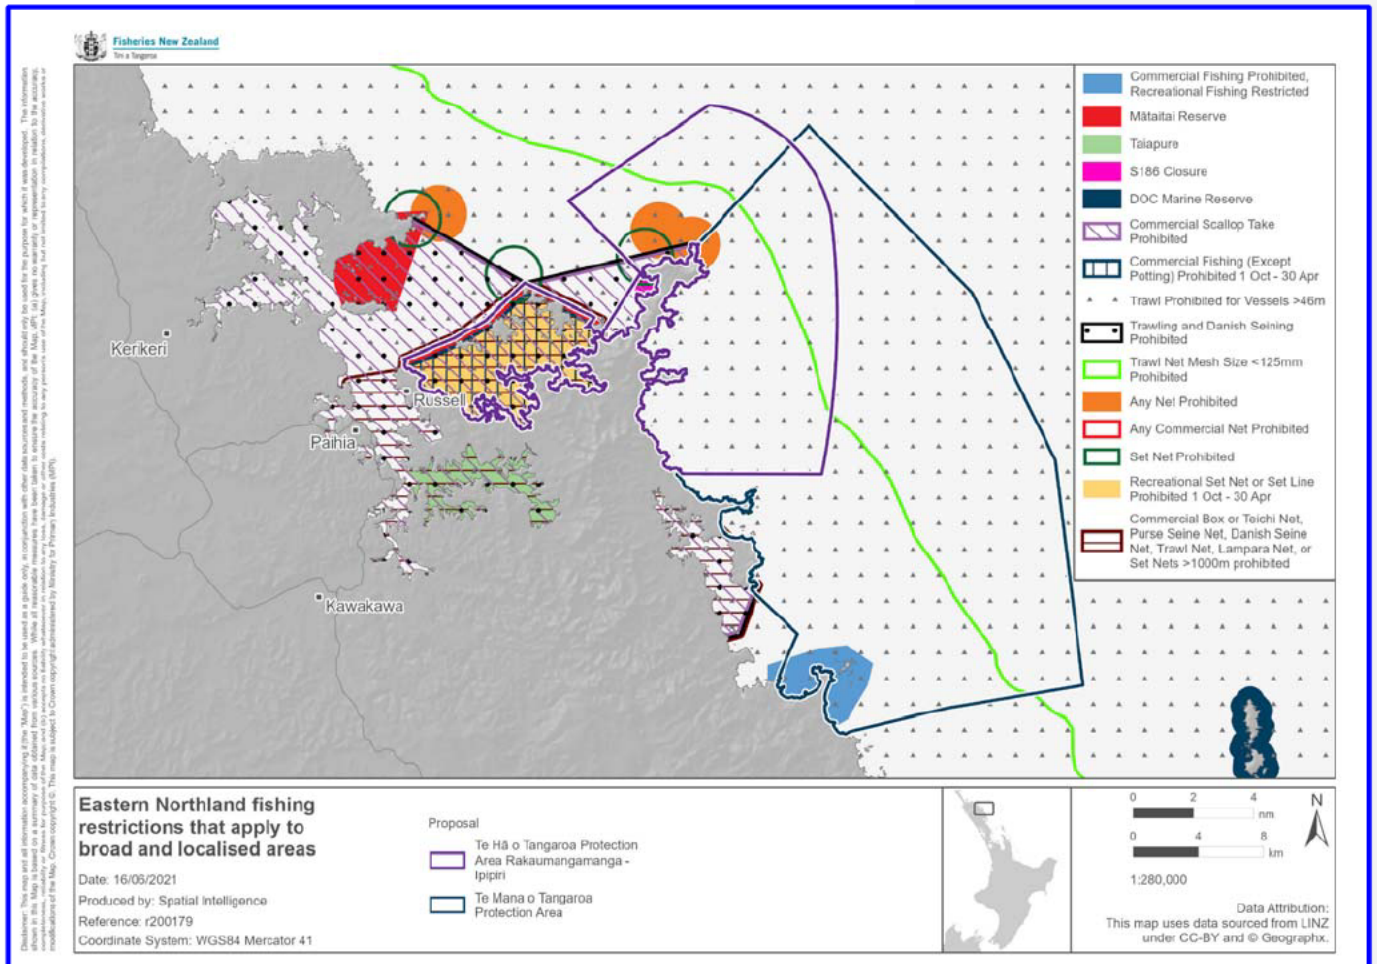 Fisheries New Zealand
Tini a Tangaroa
Commercial Fishing Prohibited,
Recreational Fishing Restricted
Mātaitai Reserve
Taiapure
S186 Closure
DOC Marine Reserve
Commercial Scallop Take
Prohibited
Commercial Fishing (Except
Potting) Prohibited 1 Oct - 30 Apr
Trawl Prohibited for Vessels >46m
Trawling and Danish Seining
Prohibited
Trawl Net Mesh Size <125mm
Prohibited
Any Net Prohibited
Any Commercial Net Prohibited
Set Net Prohibited
Recreational Set Net or Set Line
Prohibited 1 Oct - 30 Apr
Commercial Box or Teichi Net,
Purse Seine Net, Danish Seine
Net, Trawl Net, Lampara Net, or
Set Nets >1000m prohibited
Kerikeri
Russell
Paihia
Kawakawa
Eastern Northland fishing
restrictions that apply to
broad and localised areas
Date: 16/06/2021
Produced by: Spatial Intelligence
Reference: r200179
Coordinate System: WGS84 Mercator 41
Proposal
Te Hā o Tangaroa Protection
Area Rakaumangamanga -
Ipipiri
Te Mana o Tangaroa
Protection Area
0 2 4
nm
0 4 8
km
1:280,000
N
Data Attribution:
This map uses data sourced from LINZ
under CC-BY and © Geographx.